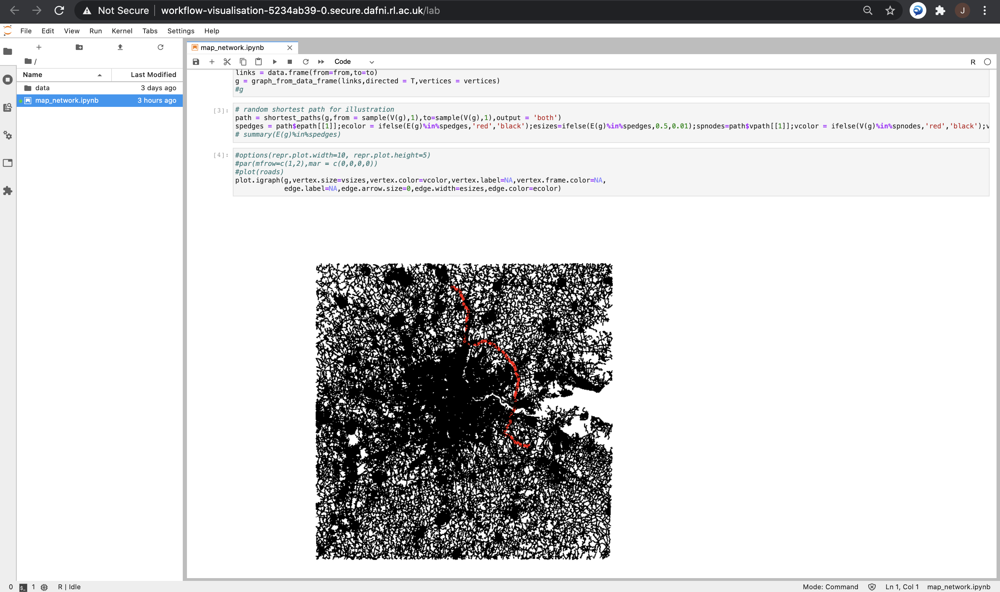 Not Secure workflow-visualisation-5234ab39-0.secure.dafni.rl.ac.uk/lab J
File Edit View Run Kernel Tabs Settings Help
map_network.ipynb
/
Code
R
Name Last Modified
data 3 days ago
map_network.ipynb 3 hours ago
links = data.frame(from=from,to=to)
g = graph_from_data_frame(links,directed = T,vertices = vertices)
#g
[3]:
# random shortest path for illustration
path = shortest_paths(g,from = sample(V(g),1),to=sample(V(g),1),output = 'both')
spedges = path$epath[[1]];ecolor = ifelse(E(g)%in%spedges,'red','black');esizes=ifelse(E(g)%in%spedges,0.5,0.01);spnodes=path$vpath[[1]];vcolor = ifelse(V(g)%in%spnodes,'red','black');v
# summary(E(g)%in%spedges)
[4]:
#options(repr.plot.width=10, repr.plot.height=5)
#par(mfrow=c(1,2),mar = c(0,0,0,0))
#plot(roads)
plot.igraph(g,vertex.size=vsizes,vertex.color=vcolor,vertex.label=NA,vertex.frame.color=NA,
edge.label=NA,edge.arrow.size=0,edge.width=esizes,edge.color=ecolor)
0 $_ 1 R | Idle Mode: Command Ln 1, Col 1 map_network.ipynb